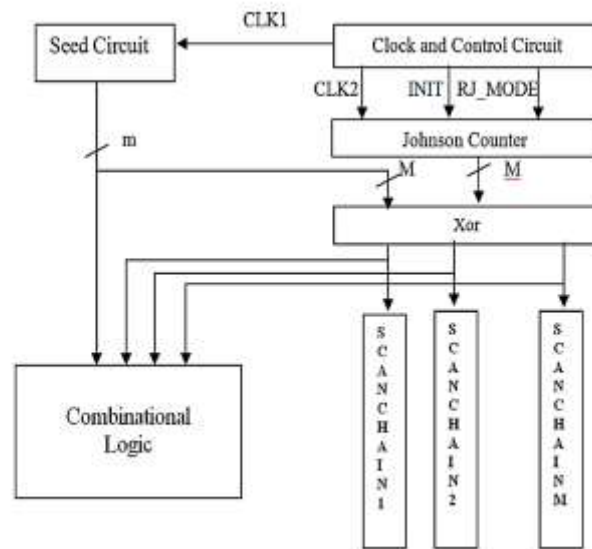 CLK1
Seed Circuit
Clock and Control Circuit
CLK2
INIT
RJ_MODE
Johnson Counter
m
M
M
Xor
Combinational
Logic
SCANCHAIN1
SCANCHAIN2
SCANCHAINM